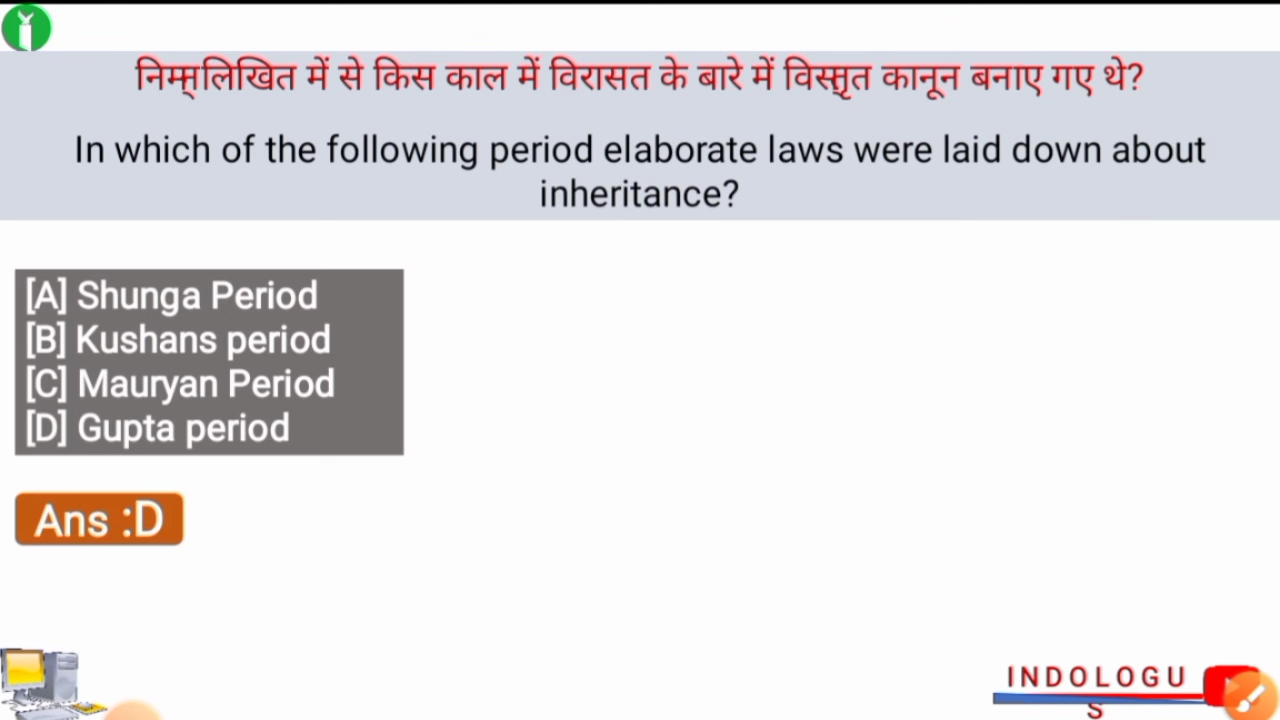 निम्नलिखित में से किस काल में विरासत के बारे में विस्तृत कानून बनाए गए थे?
In which of the following period elaborate laws were laid down about
inheritance?
[A] Shunga Period
[B] Kushans period
[C] Mauryan Period
[D] Gupta period
Ans :D
INDOLOGU
S